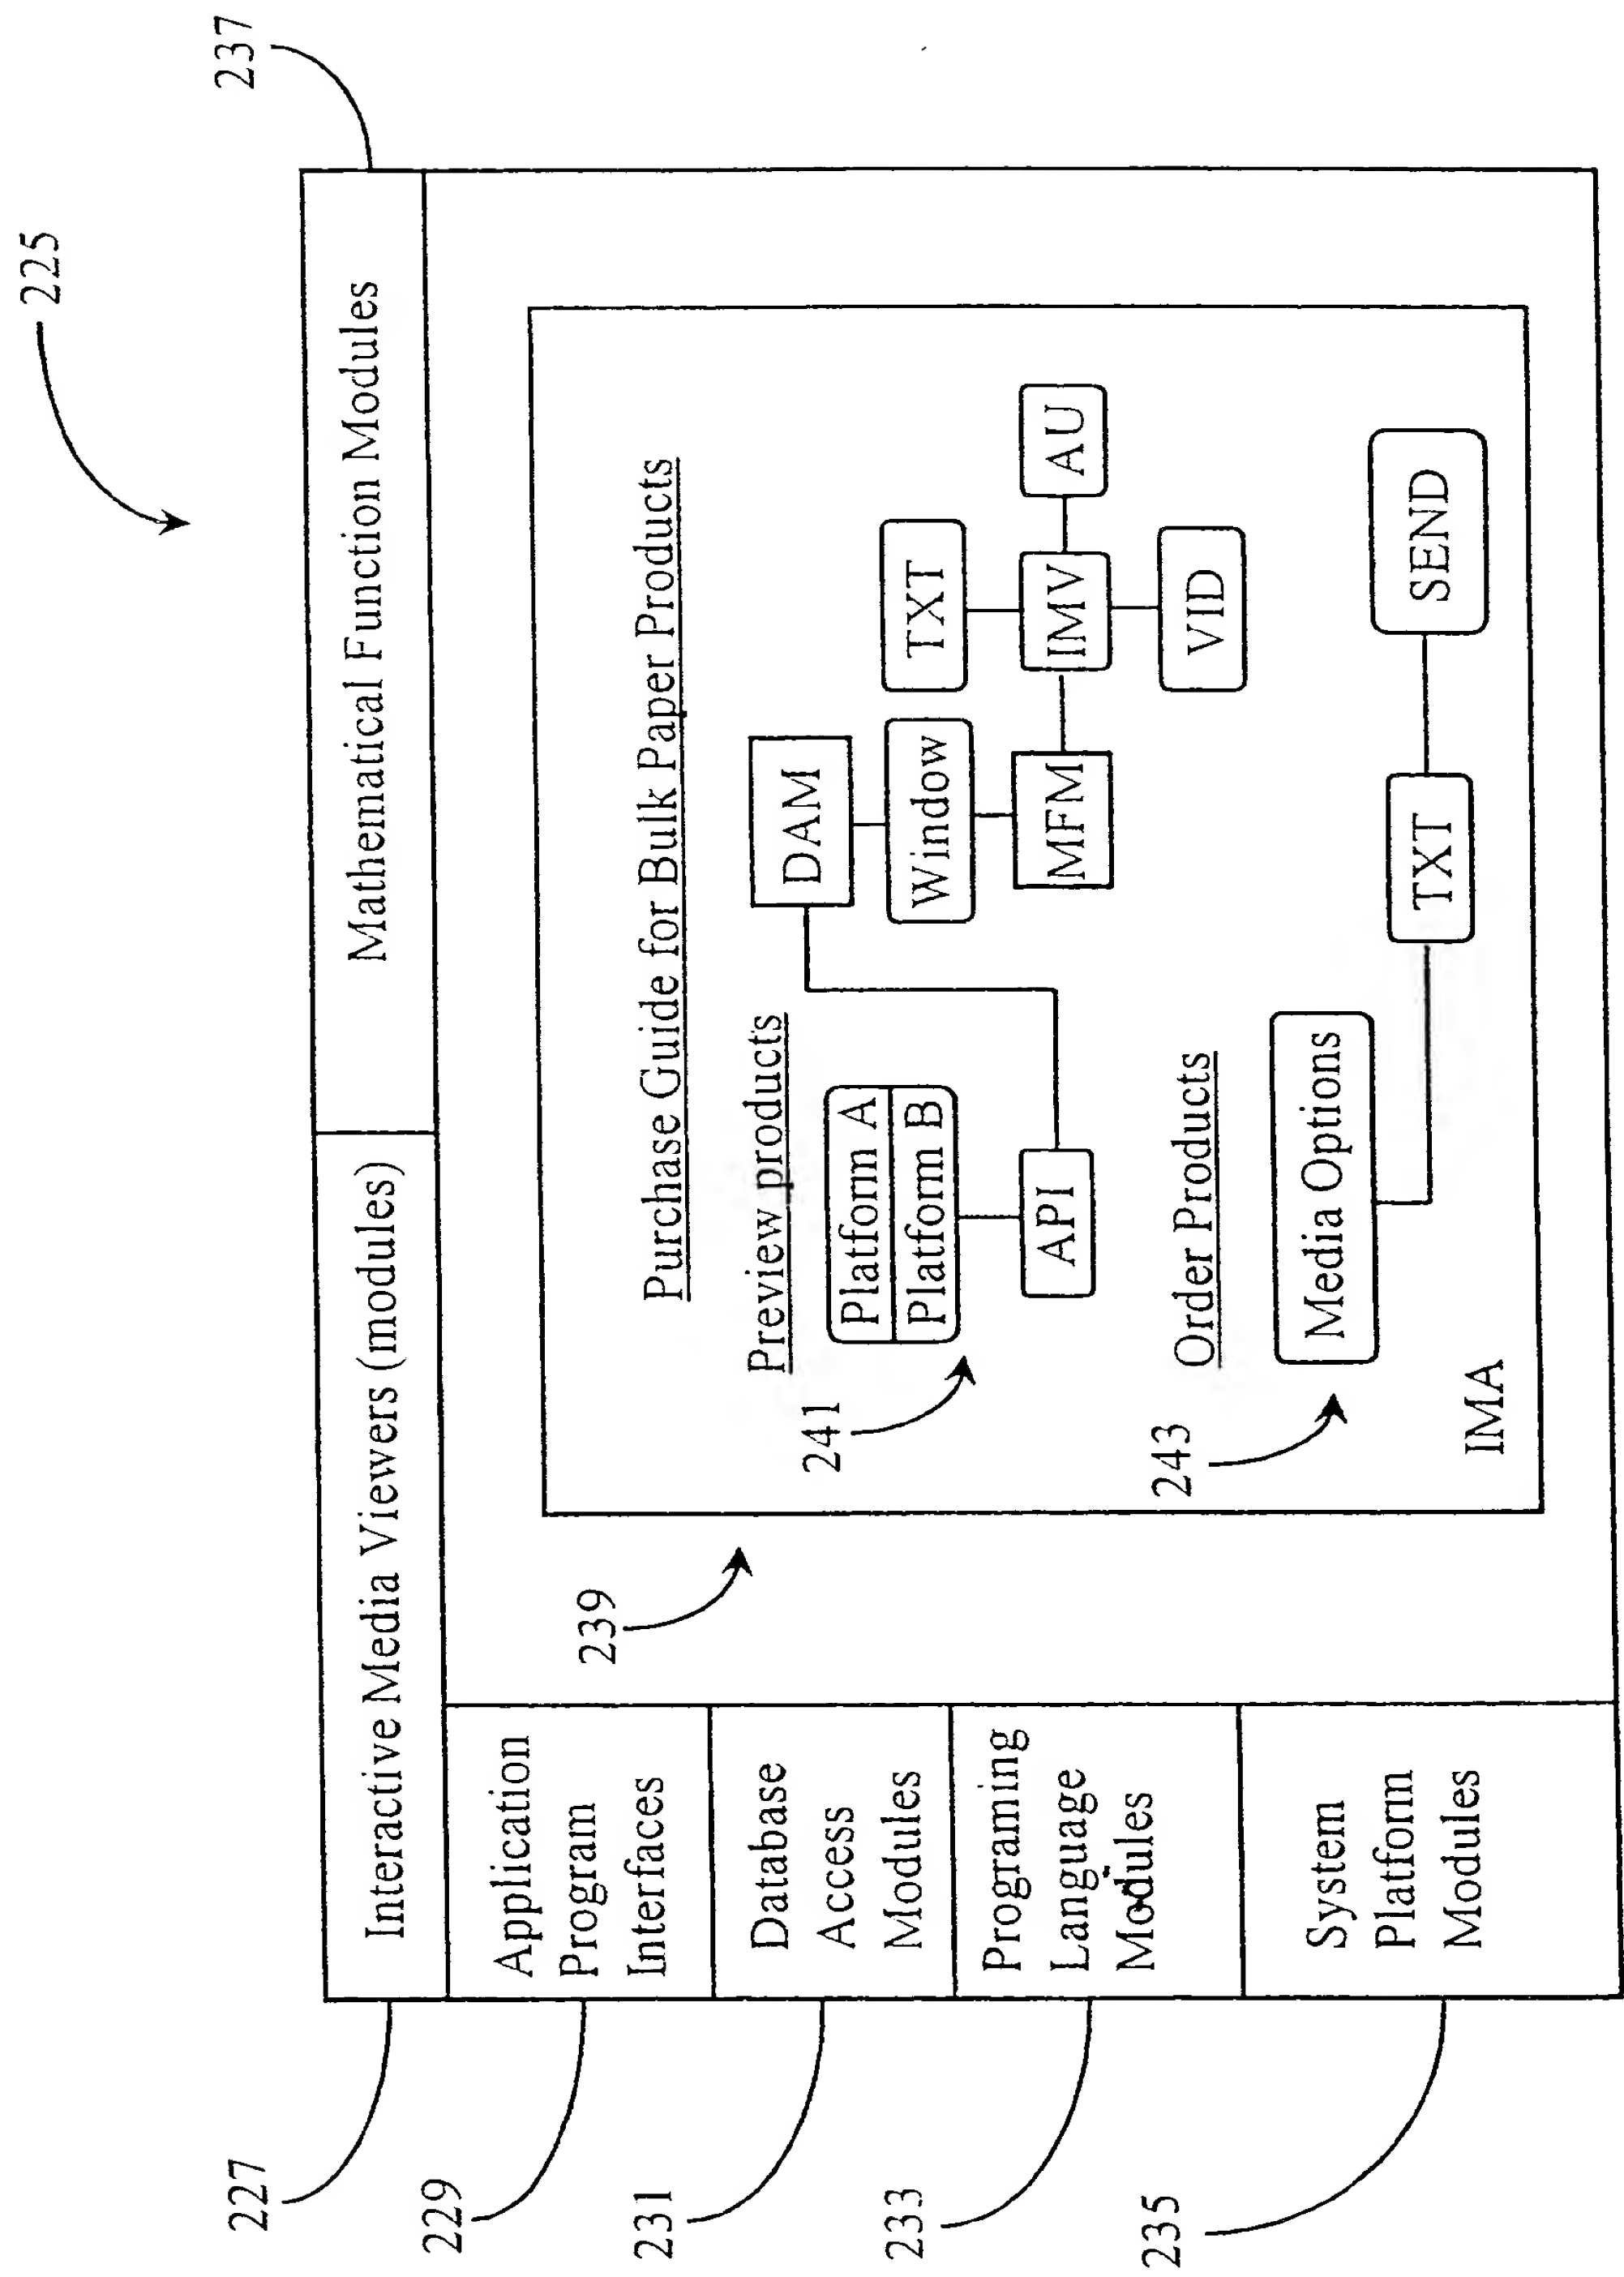 225
237
Interactive Media Viewers (modules)
Mathematical Function Modules
227
229
Application
Program
Interfaces
231
Database
Access
Modules
233
Programing
Language
Modules
235
System
Platform
Modules
239
Purchase Guide for Bulk Paper Products
Preview products
241
Platform A
Platform B
API
DAM
Window
MFM
TXT
IMV
AU
VID
Order Products
243
Media Options
TXT
SEND
IMA